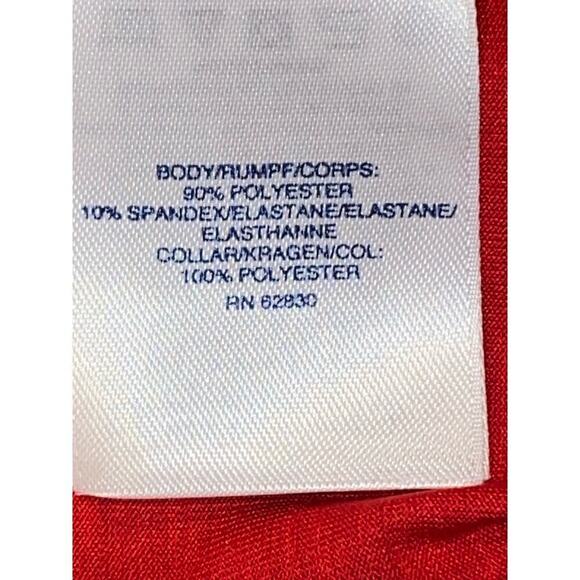 BODY/RUMPF/CORPS:
90% POLYESTER
10% SPANDEX/ELASTANE/ELASTANE/
ELASTHANNE
COLLAR/KRAGEN/COL:
100% POLYESTER
RN 62830